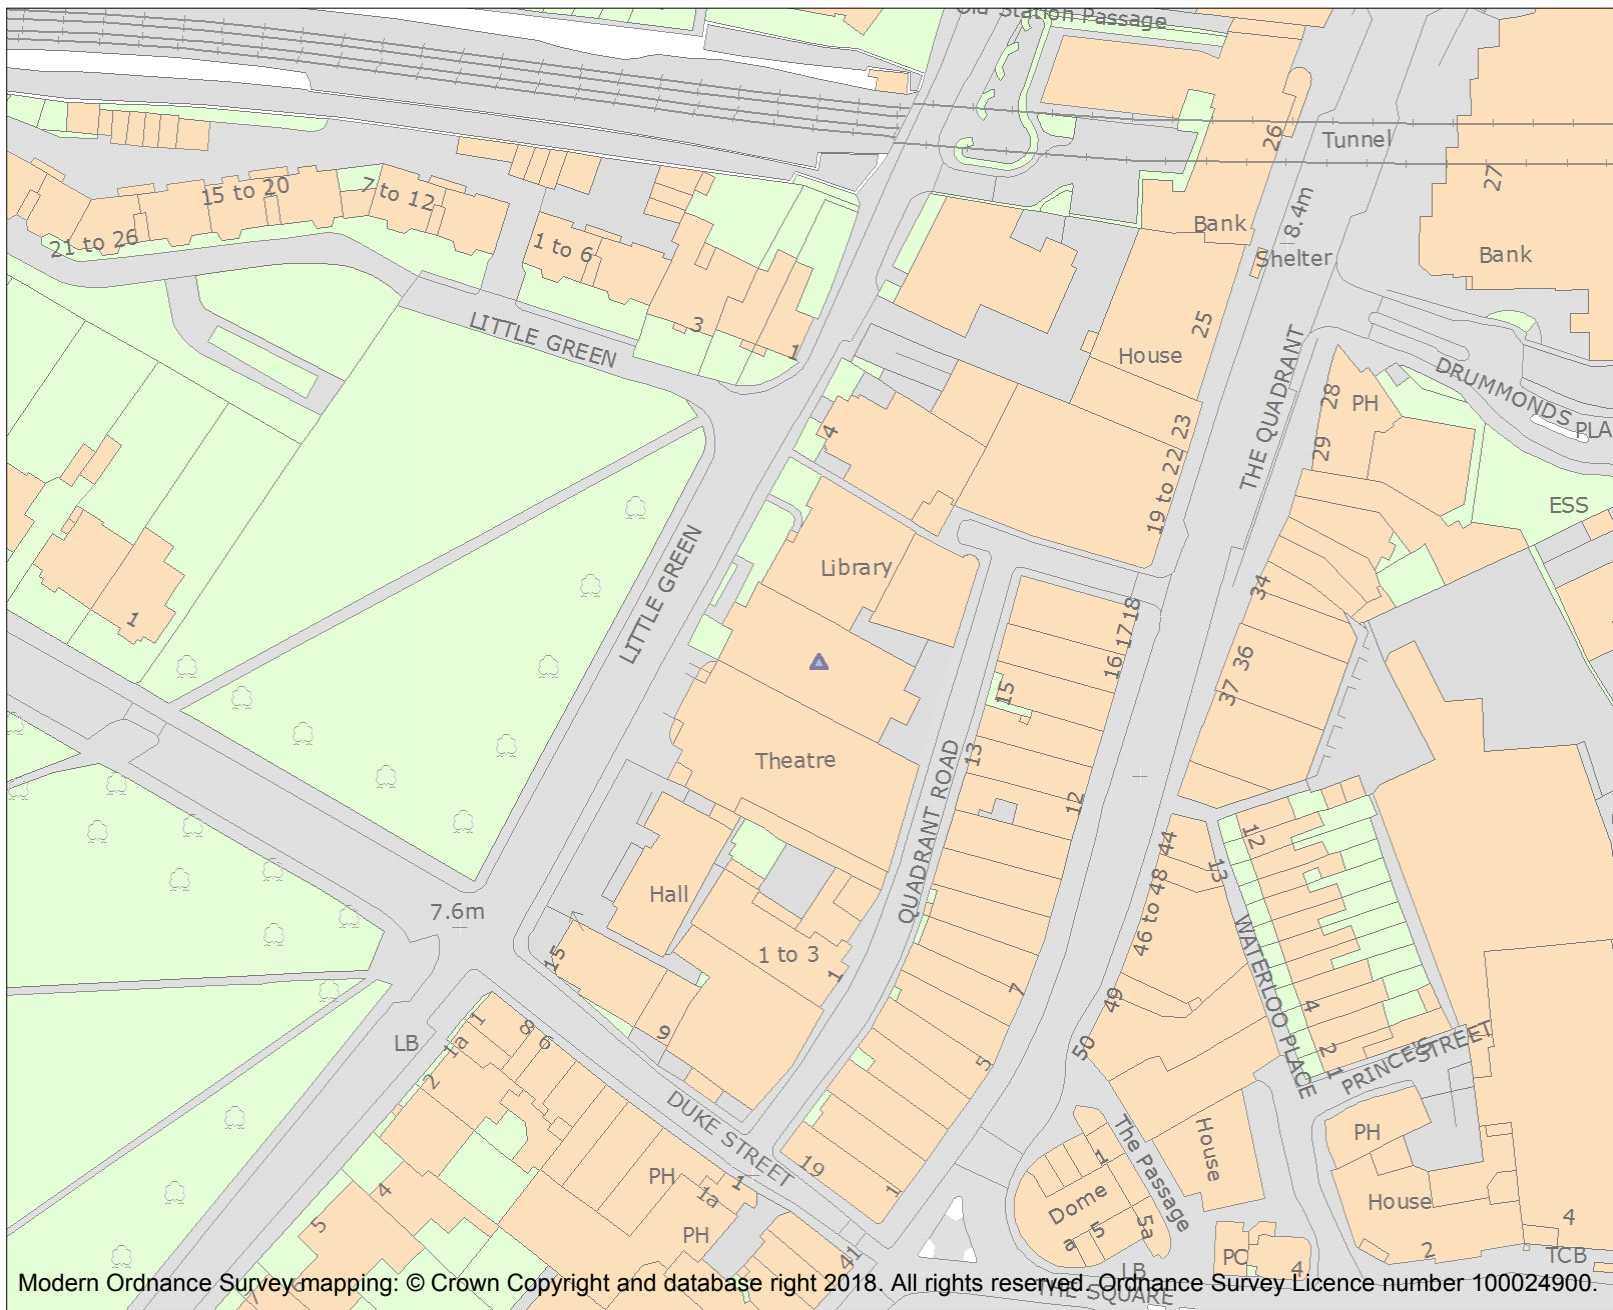 Old Station Passage
Tunnel
26
27
15 to 20
7 to 12
21 to 26
1 to 6
8.4m
Bank
Shelter
Bank
LITTLE GREEN
3
1
25
House
THE QUADRANT
DRUMMONDS
PLA
28
PH
29
4
23
19 to 22
ESS
Library
LITTLE GREEN
34
18
17
16
36
37
1
15
13
Theatre
QUADRANT ROAD
12
44
12
13
46 to 48
Hall
7.6m
15
1 to 3
1
WATERLOO PLACE
7
49
4
50
9
LB
1
1a
8
6
2
5
2
1
PRINCE'S STREET
DUKE STREET
The Passage
House
PH
19
1
1
Dome
PH
1a
1
4
5
a
5
5a
House
PH
41
PC
4
2
4
TCB
LB
THE SQUARE
7
Modern Ordnance Survey mapping: © Crown Copyright and database right 2018. All rights reserved. Ordnance Survey Licence number 100024900.